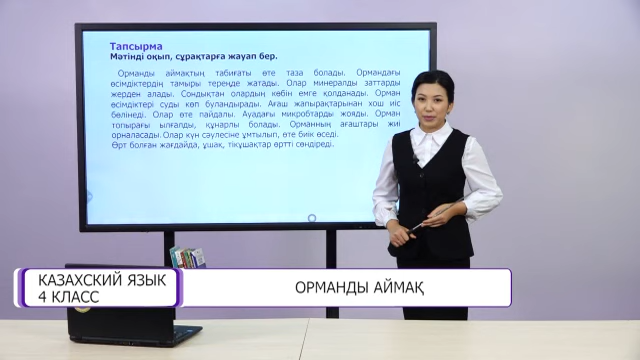 Тапсырма
Мәтінді оқып, сұрақтарға жауап бер.
Орманды аймақтың табиғаты өте таза болады. Ормандағы
өсімдіктердің тамыры тереңде жатады. Олар минералды заттарды
жерден алады. Сондықтан олардың көбін емге қолданады. Орман
өсімдіктері суды көп буландырады. Ағаш жапырақтарынан хош иіс
бөлінеді. Олар өте пайдалы. Ауадағы микробтарды жояды. Орман
топырағы ылғалды, құнарлы болады. Орманның ағаштары жиі
орналасады. Олар күн сәулесіне ұмтылып, өте биік өседі.
Өрт болған жағдайда, ұшақ, тікұшақтар өртті сөндіреді.
КАЗАХСКИЙ ЯЗЫК
4 КЛАСС
ОРМАНДЫ АЙМАҚ